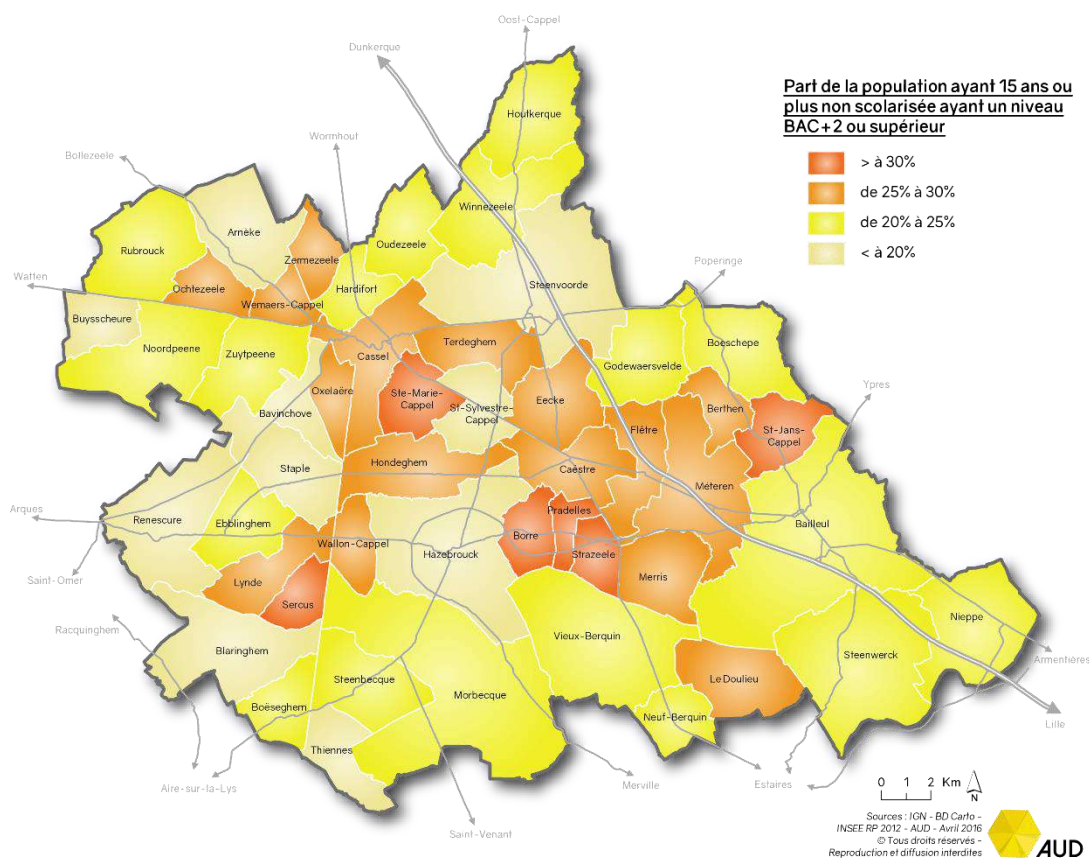 Oost-Cappel
Dunkerque
Part de la population ayant 15 ans ou
plus non scolarisée ayant un niveau
BAC+2 ou supérieur
> à 30%
de 25% à 30%
de 20% à 25%
< à 20%
Houtkerque
Wormhout
Bollezeele
Winnezeele
Arnèke
Oudezeele
Rubrouck
Zermezeele
Poperinge
Watten
Ochtezeele
Hardifort
Steenvoorde
Wemaers-Cappel
Buysscheure
Boeschepe
Noordpeene
Zuytpeene
Cassel
Terdeghem
Godewaersvelde
Ypres
Oxelaëre
Ste-Marie-
Cappel
St-Sylvestre-
Cappel
Eecke
Berthen
Bavinchove
Flêtre
St-Jans-
Cappel
Staple
Hondeghem
Caëstre
Méteren
Arques
Renescure
Ebblinghem
Pradelles
Bailleul
Wallon-Cappel
Hazebrouck
Borre
Strazeele
Saint-Omer
Lynde
Merris
Sercus
Nieppe
Racquinghem
Vieux-Berquin
Blaringhem
Steenwerck
Armentières
Steenbecque
Le Doulieu
Morbecque
Boëseghem
Neuf-Berquin
Lille
Thiennes
Aire-sur-la-Lys
Merville
Estaires
Saint-Venant
0 1 2 Km
N
Sources : IGN - BD Carto -
INSEE RP 2012 - AUD - Avril 2016
© Tous droits réservés -
Reproduction et diffusion interdites
AUD